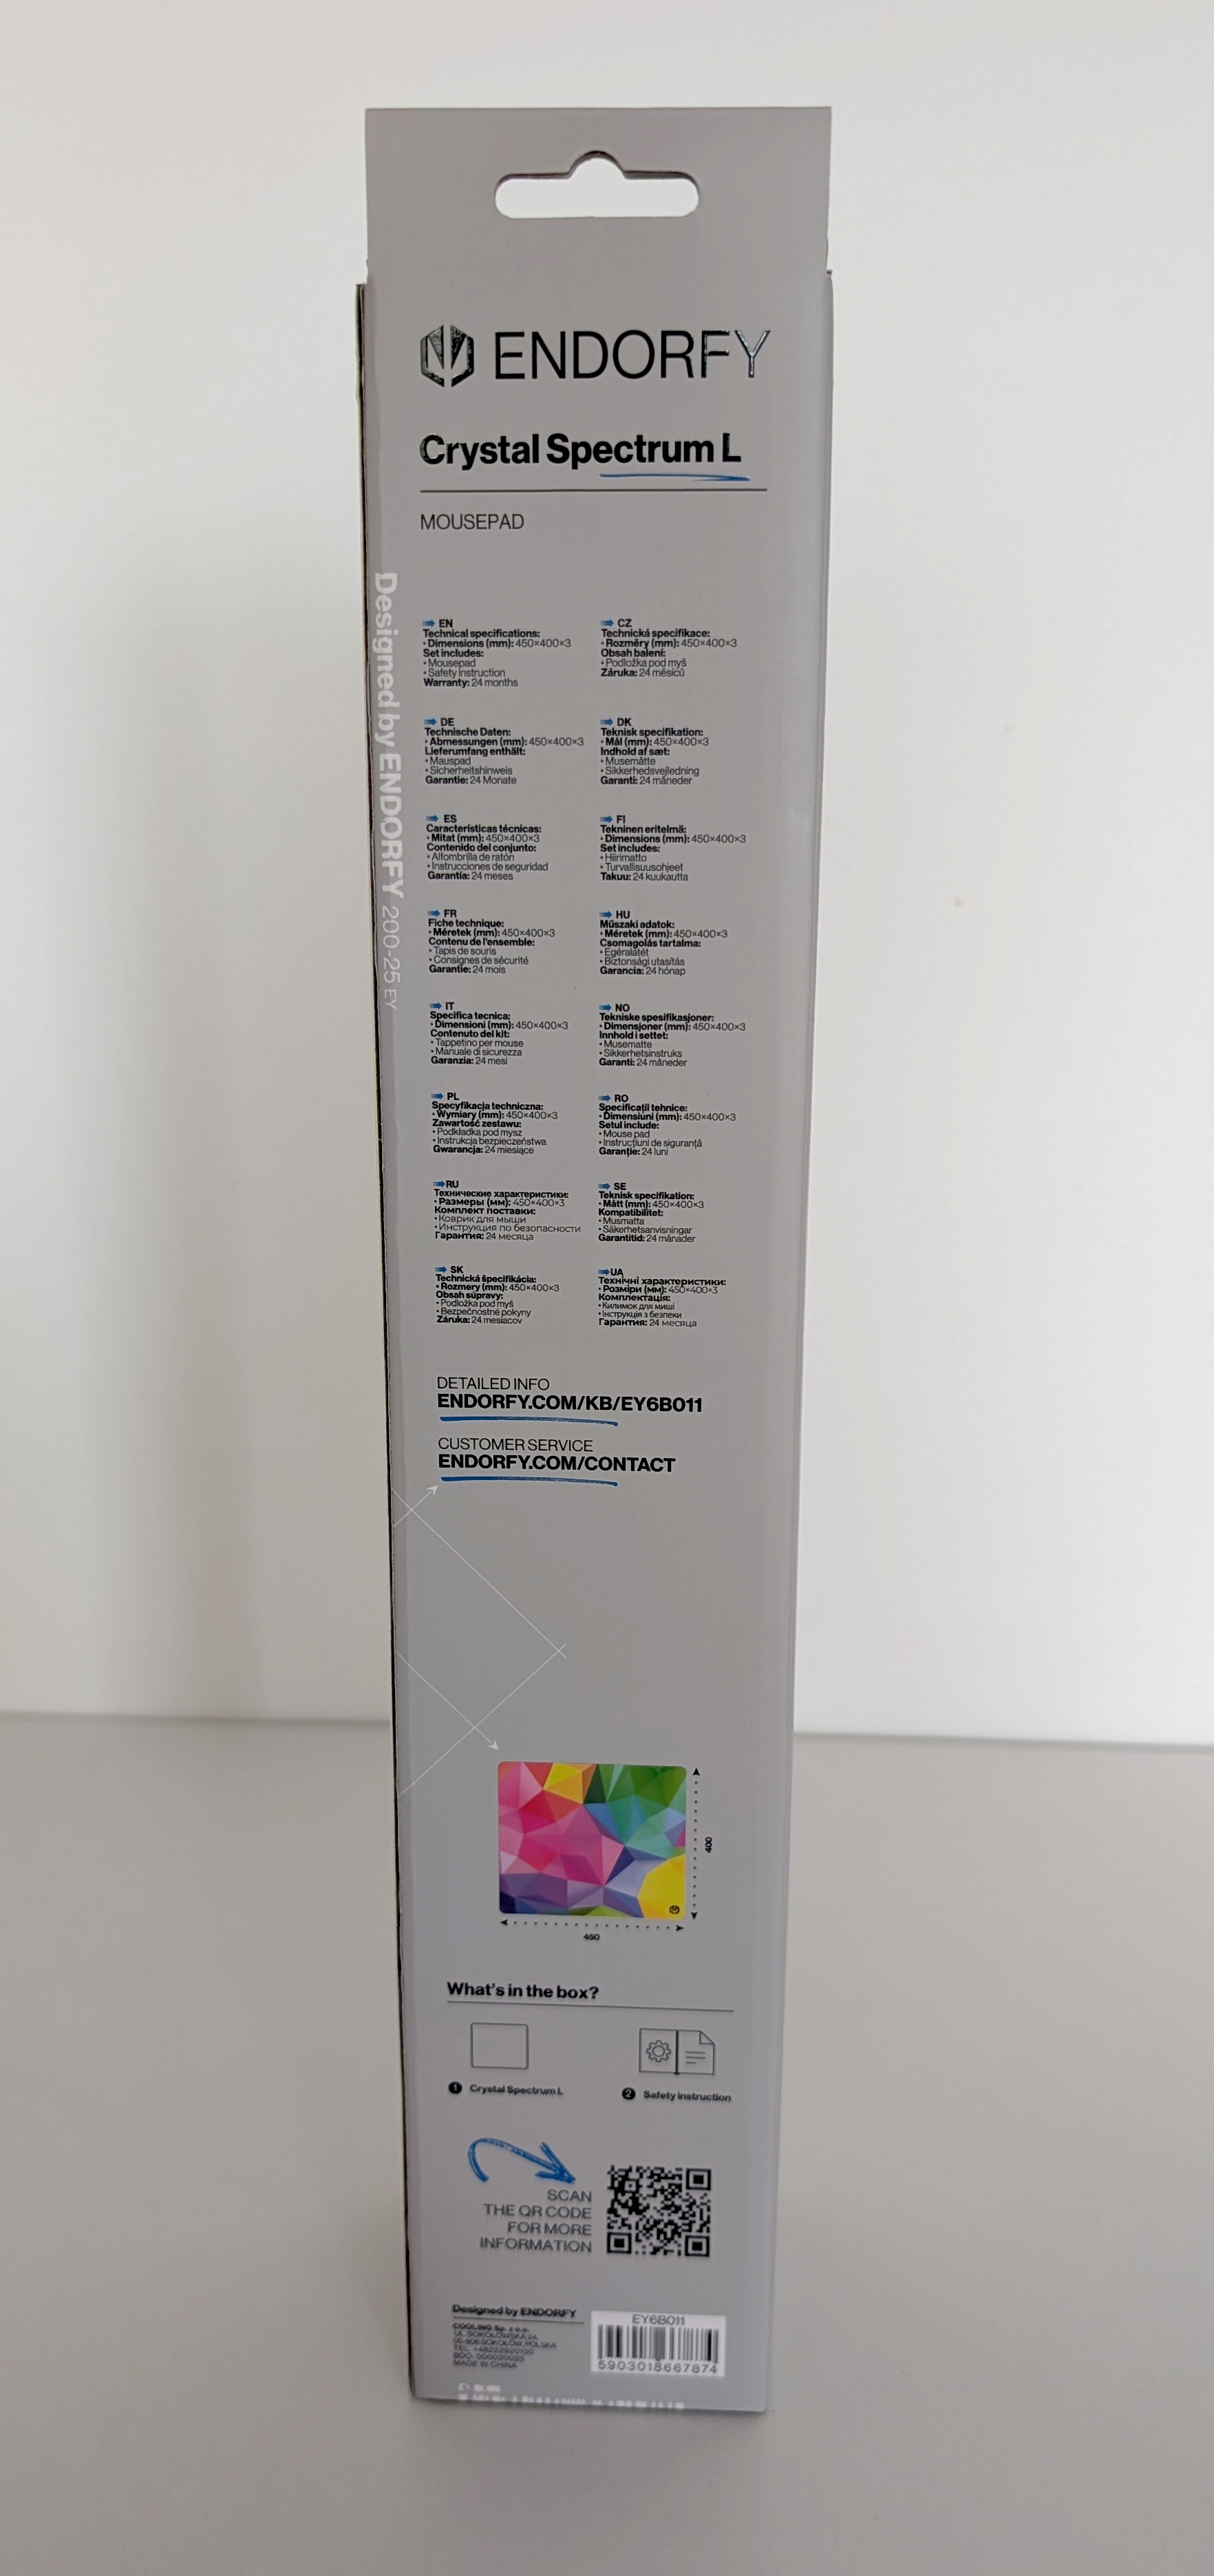 ENDORFY
Crystal Spectrum L
MOUSEPAD
Designed by ENDORFY 200-25 EY
EN
Technical specifications:
• Dimensions (mm): 450×400×3
Set includes:
• Mousepad
• Safety instruction
Warranty: 24 months
CZ
Technická specifikace:
• Rozměry (mm): 450×400×3
Obsah balení:
• Podložka pod myš
Záruka: 24 měsíců
DE
Technische Daten:
• Abmessungen (mm): 450×400×3
Lieferumfang enthält:
• Mauspad
• Sicherheitshinweis
Garantie: 24 Monate
DK
Teknisk specifikation:
• Mål (mm): 450×400×3
Indhold af sæt:
• Musemåtte
• Sikkerhedsvejledning
Garanti: 24 måneder
ES
Características técnicas:
• Mitat (mm): 450×400×3
Contenido del conjunto:
• Alfombrilla de ratón
• Instrucciones de seguridad
Garantía: 24 meses
FI
Tekninen eritelmä:
• Dimensions (mm): 450×400×3
Set includes:
• Hiirimatto
• Turvallisuusohjeet
Takuu: 24 kuukautta
FR
Fiche technique:
• Méretek (mm): 450×400×3
Contenu de l'ensemble:
• Tapis de souris
• Consignes de sécurité
Garantie: 24 mois
HU
Műszaki adatok:
• Méretek (mm): 450×400×3
Csomagolás tartalma:
• Egéralátét
• Biztonsági utasítás
Garancia: 24 hónap
IT
Specifica tecnica:
• Dimensioni (mm): 450×400×3
Contenuto del kit:
• Tappetino per mouse
• Manuale di sicurezza
Garanzia: 24 mesi
NO
Tekniske spesifikasjoner:
• Dimensjoner (mm): 450×400×3
Innhold i settet:
• Musematte
• Sikkerhetsinstruks
Garanti: 24 måneder
PL
Specyfikacja techniczna:
• Wymiary (mm): 450×400×3
Zawartość zestawu:
• Podkładka pod mysz
• Instrukcja bezpieczeństwa
Gwarancja: 24 miesiące
RO
Specificații tehnice:
• Dimensiuni (mm): 450×400×3
Setul include:
• Mouse pad
• Instrucțiuni de siguranță
Garanție: 24 luni
RU
Технические характеристики:
• Размеры (мм): 450×400×3
Комплект поставки:
• Коврик для мыши
• Инструкция по безопасности
Гарантия: 24 месяца
SE
Teknisk specifikation:
• Mått (mm): 450×400×3
Kompatibilitet:
• Musmatta
• Säkerhetsanvisningar
Garantitid: 24 månader
SK
Technická špecifikácia:
• Rozmery (mm): 450×400×3
Obsah súpravy:
• Podložka pod myš
• Bezpečnostné pokyny
Záruka: 24 mesiacov
UA
Технічні характеристики:
• Розміри (мм): 450×400×3
Комплектація:
• Килимок для миші
• Інструкція з безпеки
Гарантия: 24 месяца
DETAILED INFO
ENDORFY.COM/KB/EY6B011
CUSTOMER SERVICE
ENDORFY.COM/CONTACT
400
450
What's in the box?
1 Crystal Spectrum L
2 Safety instruction
SCAN
THE QR CODE
FOR MORE
INFORMATION
Designed by ENDORFY
COOLING Sp. z o.o.
UL. SOKOŁOWSKA 24,
05-806 SOKOŁÓW, POLSKA
TEL. +48222920130
BDO: 000020025
MADE IN CHINA
EY6B011
5903018667874